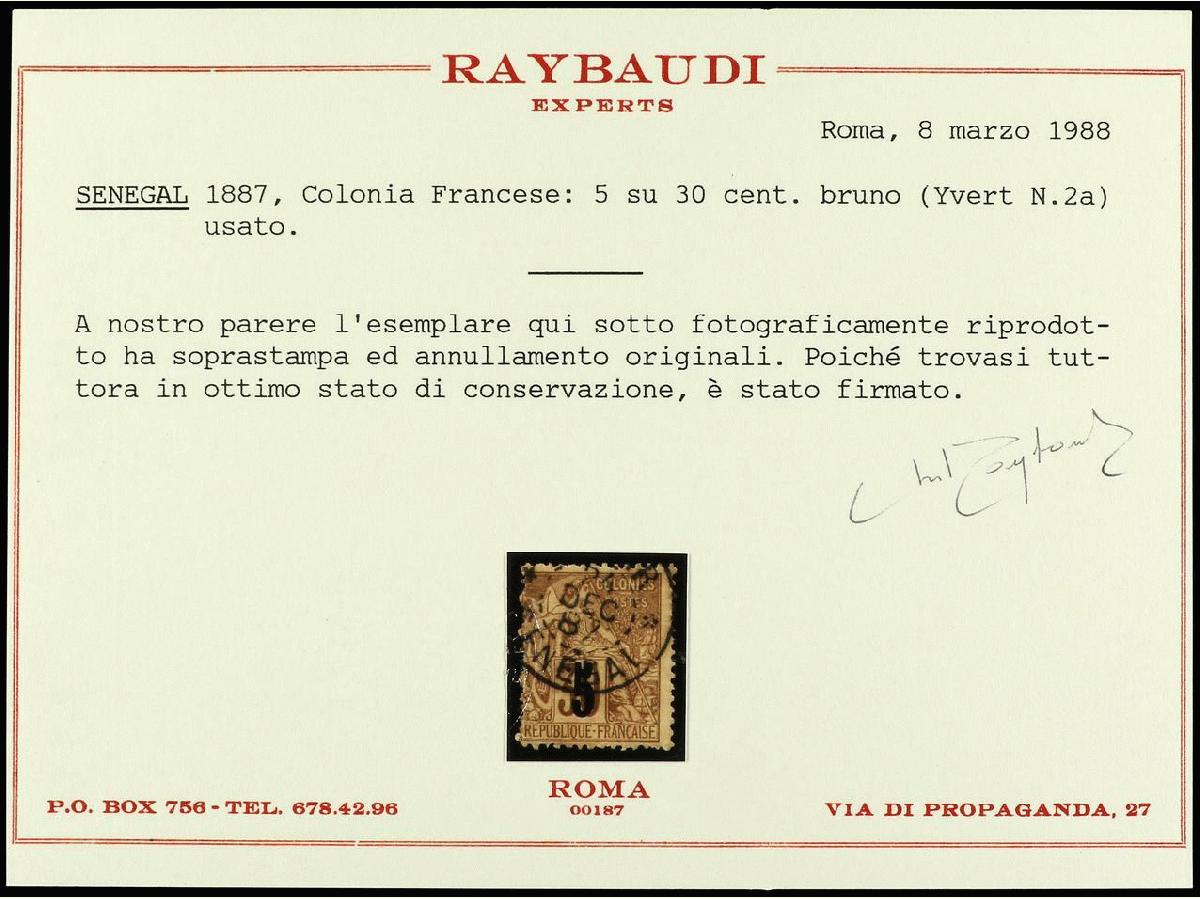 RAYBAUDI
EXPERTS
Roma, 8 marzo 1988
SENEGAL 1887, Colonia Francese: 5 su 30 cent. bruno (Yvert N.2a)
usato.
A nostro parere l'esemplare qui sotto fotograficamente riprodot-
to ha soprastampa ed annullamento originali. Poiché trovasi tut-
tora in ottimo stato di conservazione, è stato firmato.
COLONIES
DEC
5
REPUBLIQUE-FRANCAISE
ROMA
00187
P.O. BOX 756 - TEL. 678.42.96
VIA DI PROPAGANDA, 27